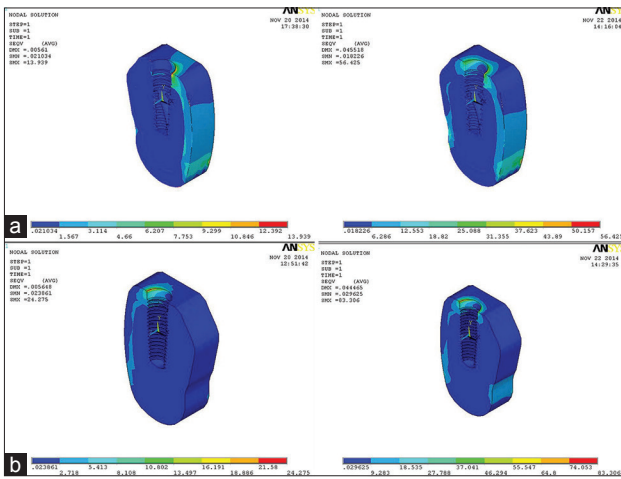 NODAL SOLUTION
STEP=1
SUB =1
TIME=1
SEQV (AVG)
DMX =.00561
SMN =.021034
SMX =13.939
ANSYS
NOV 20 2014
17:38:30
.021034 3.114 6.207 9.299 12.392
1.567 4.66 7.753 10.846 13.939
NODAL SOLUTION
STEP=1
SUB =1
TIME=1
SEQV (AVG)
DMX =.045518
SMN =.018226
SMX =56.425
ANSYS
NOV 22 2014
14:16:04
.018226 12.553 25.088 37.623 50.157
6.286 18.82 31.355 43.89 56.425
a
NODAL SOLUTION
STEP=1
SUB =1
TIME=1
SEQV (AVG)
DMX =.005648
SMN =.023861
SMX =24.275
ANSYS
NOV 20 2014
12:51:42
.023861 5.413 10.802 16.191 21.58
2.718 8.108 13.497 18.886 24.275
NODAL SOLUTION
STEP=1
SUB =1
TIME=1
SEQV (AVG)
DMX =.044465
SMN =.029625
SMX =83.306
ANSYS
NOV 22 2014
14:29:35
.029625 18.535 37.041 55.547 74.053
9.283 27.788 46.294 64.8 83.306
b